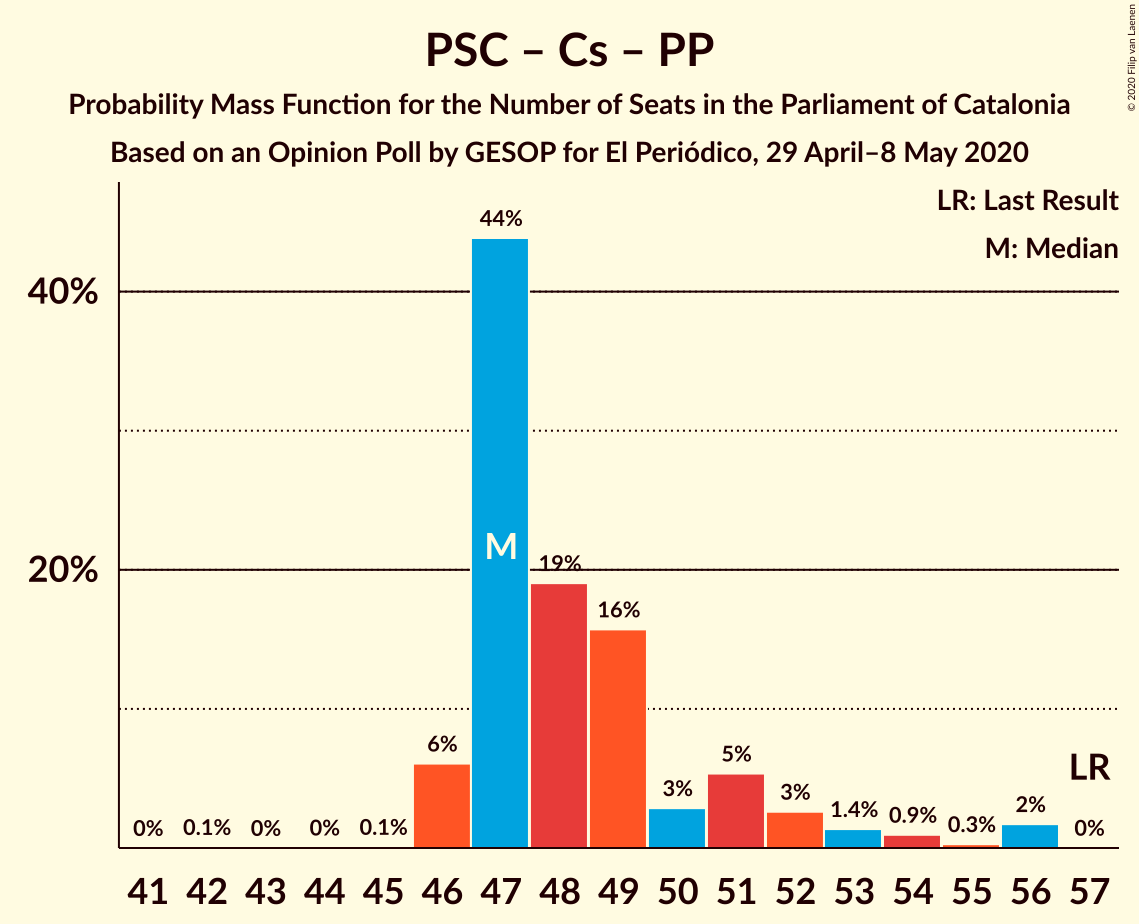 PSC – Cs – PP
Probability Mass Function for the Number of Seats in the Parliament of Catalonia
Based on an Opinion Poll by GESOP for El Periódico, 29 April–8 May 2020
© 2020 Filip van Laenen
LR: Last Result
M: Median
40%
20%
0%
0.1%
0%
0%
0.1%
6%
44%
19%
16%
3%
5%
3%
1.4%
0.9%
0.3%
2%
0%
M
LR
41 42 43 44 45 46 47 48 49 50 51 52 53 54 55 56 57